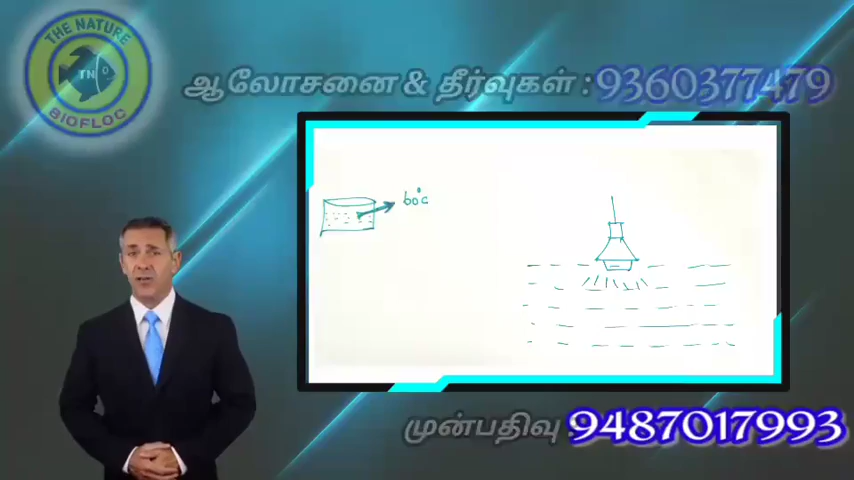 THE NATURE
TN
BIOFLOC
ஆலோசனை & தீர்வுகள் : 9360377479
60°C
முன்பதிவு 9487017993